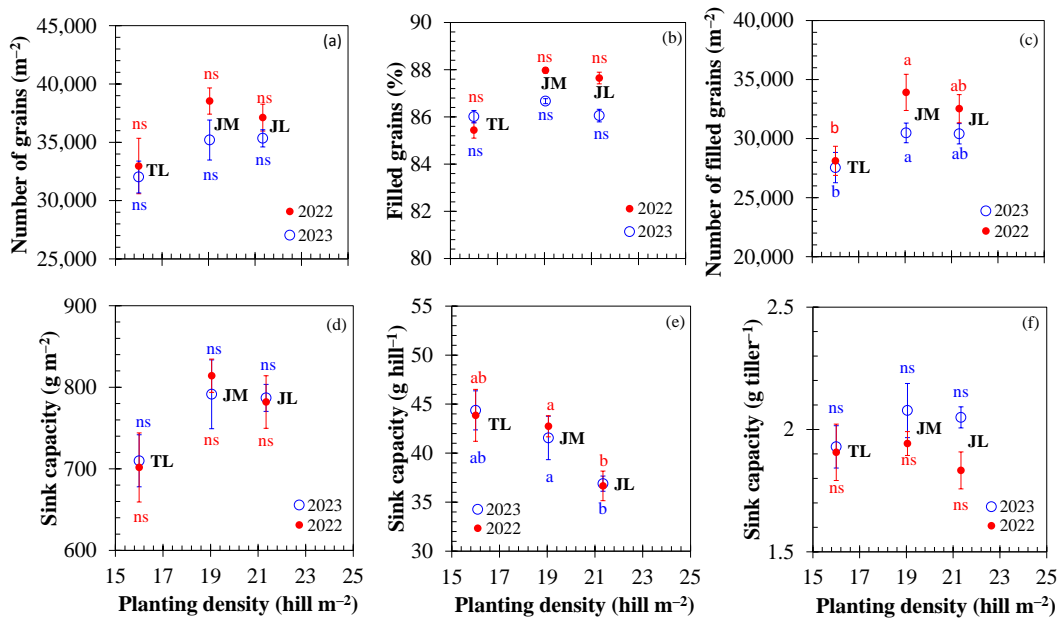 Number of grains (m⁻²)
45,000
40,000
35,000
30,000
25,000
(a)
ns
ns
ns
JM
JL
TL
ns
ns
ns
2022
2023
Filled grains (%)
90
88
86
84
82
80
(b)
ns
ns
ns
JM
JL
TL
ns
ns
ns
2022
2023
15 17 19 21 23 25
Number of filled grains (m⁻²)
40,000
35,000
30,000
25,000
20,000
(c)
a
ab
b
JM
JL
TL
a
ab
b
2023
2022
Sink capacity (g m⁻²)
900
800
700
600
(d)
ns
ns
ns
JM
JL
TL
ns
ns
ns
2023
2022
15 17 19 21 23 25
Planting density (hill m⁻²)
Sink capacity (g hill⁻¹)
55
50
45
40
35
30
(e)
ab
a
b
TL
JM
JL
ab
a
b
2023
2022
15 17 19 21 23 25
Planting density (hill m⁻²)
Sink capacity (g tiller⁻¹)
2.5
2
1.5
(f)
ns
ns
ns
TL
JM
JL
ns
ns
ns
2023
2022
15 17 19 21 23 25
Planting density (hill m⁻²)